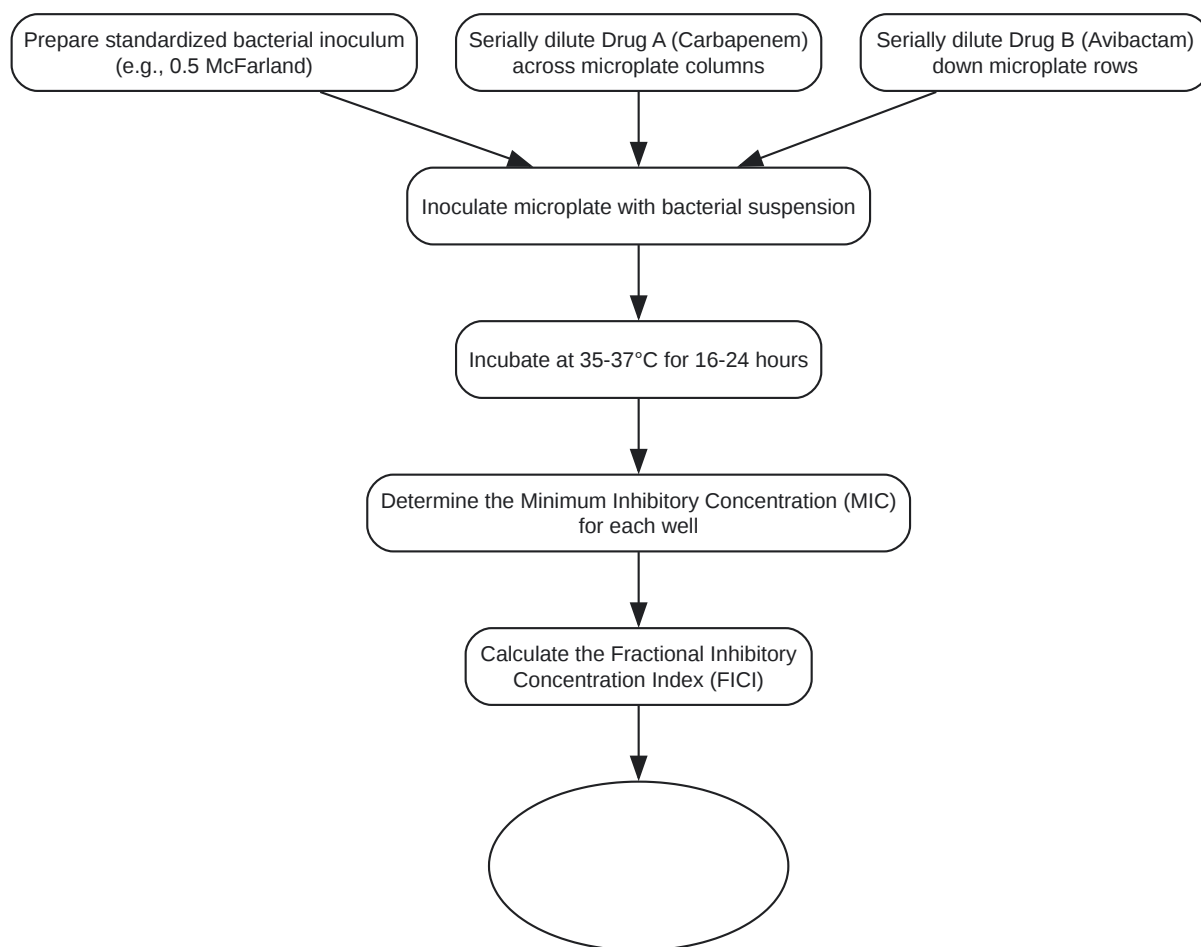 Prepare standardized bacterial inoculum
(e.g., 0.5 McFarland)
Serially dilute Drug A (Carbapenem)
across microplate columns
Serially dilute Drug B (Avibactam)
down microplate rows
Inoculate microplate with bacterial suspension
Incubate at 35-37°C for 16-24 hours
Determine the Minimum Inhibitory Concentration (MIC)
for each well
Calculate the Fractional Inhibitory
Concentration Index (FICI)